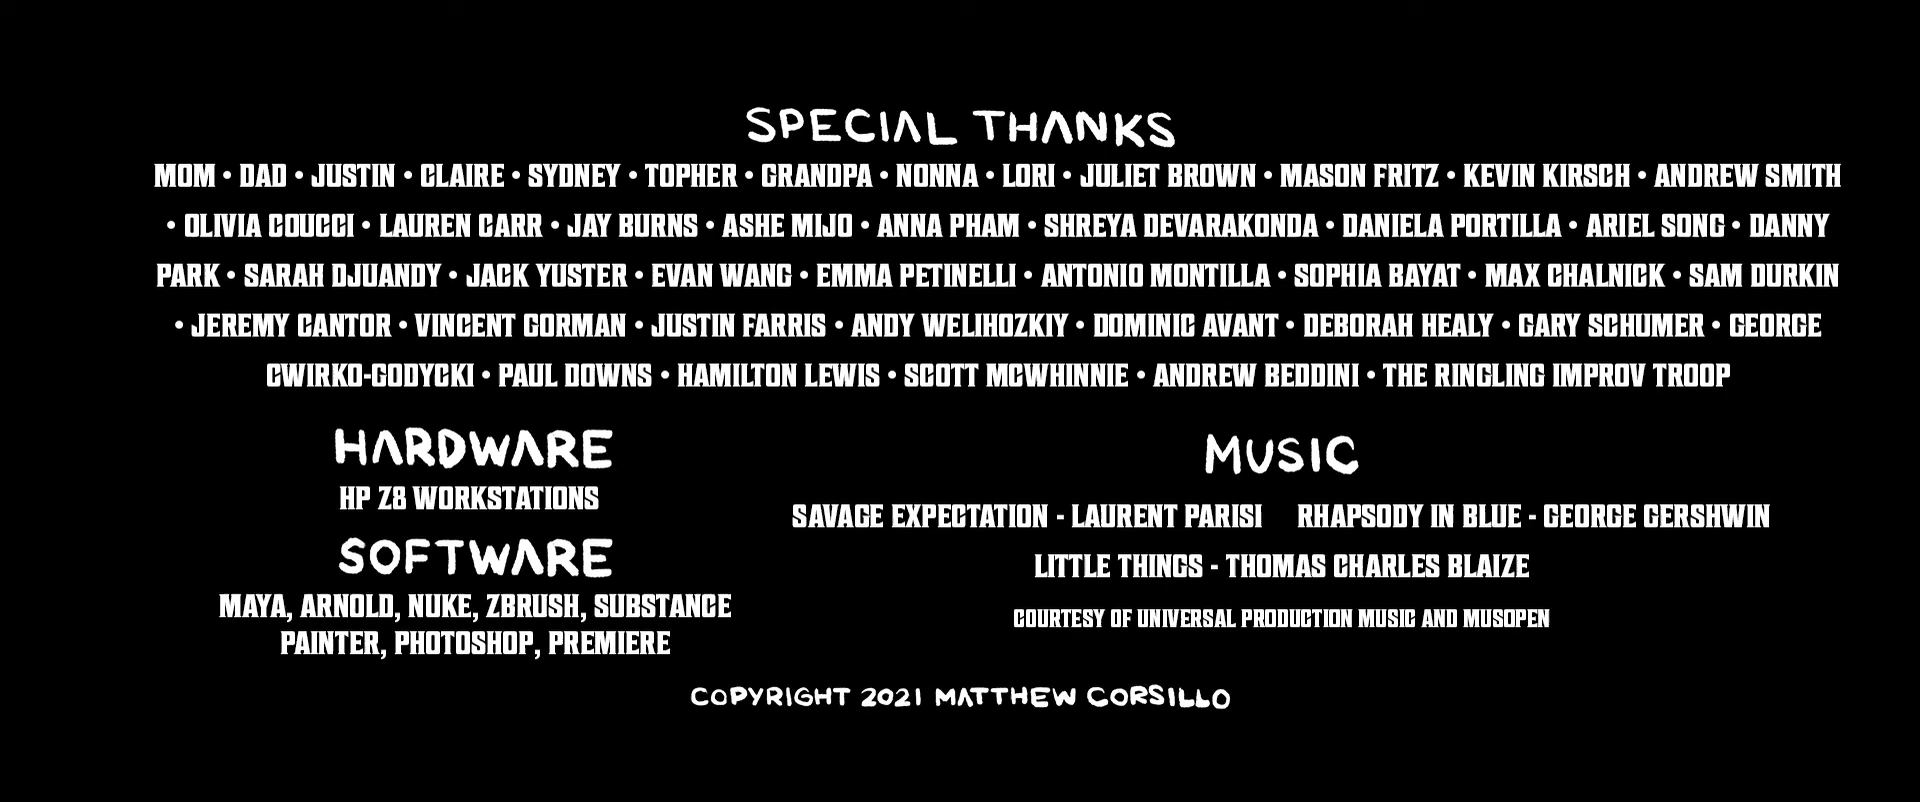 SPECIAL THANKS
MOM • DAD • JUSTIN • CLAIRE • SYDNEY • TOPHER • GRANDPA • NONNA • LORI • JULIET BROWN • MASON FRITZ • KEVIN KIRSCH • ANDREW SMITH
• OLIVIA COUCCI • LAUREN CARR • JAY BURNS • ASHE MIJO • ANNA PHAM • SHREYA DEVARAKONDA • DANIELA PORTILLA • ARIEL SONG • DANNY
PARK • SARAH DJUANDY • JACK YUSTER • EVAN WANG • EMMA PETINELLI • ANTONIO MONTILLA • SOPHIA BAYAT • MAX CHALNICK • SAM DURKIN
• JEREMY CANTOR • VINCENT GORMAN • JUSTIN FARRIS • ANDY WELIHOZKIY • DOMINIC AVANT • DEBORAH HEALY • GARY SCHUMER • GEORGE
CWIRKO-GODYCKI • PAUL DOWNS • HAMILTON LEWIS • SCOTT MCWHINNIE • ANDREW BEDDINI • THE RINGLING IMPROV TROOP
HARDWARE
HP Z8 WORKSTATIONS
SOFTWARE
MAYA, ARNOLD, NUKE, ZBRUSH, SUBSTANCE
PAINTER, PHOTOSHOP, PREMIERE
MUSIC
SAVAGE EXPECTATION - LAURENT PARISI RHAPSODY IN BLUE - GEORGE GERSHWIN
LITTLE THINGS - THOMAS CHARLES BLAIZE
COURTESY OF UNIVERSAL PRODUCTION MUSIC AND MUSOPEN
COPYRIGHT 2021 MATTHEW CORSILLO